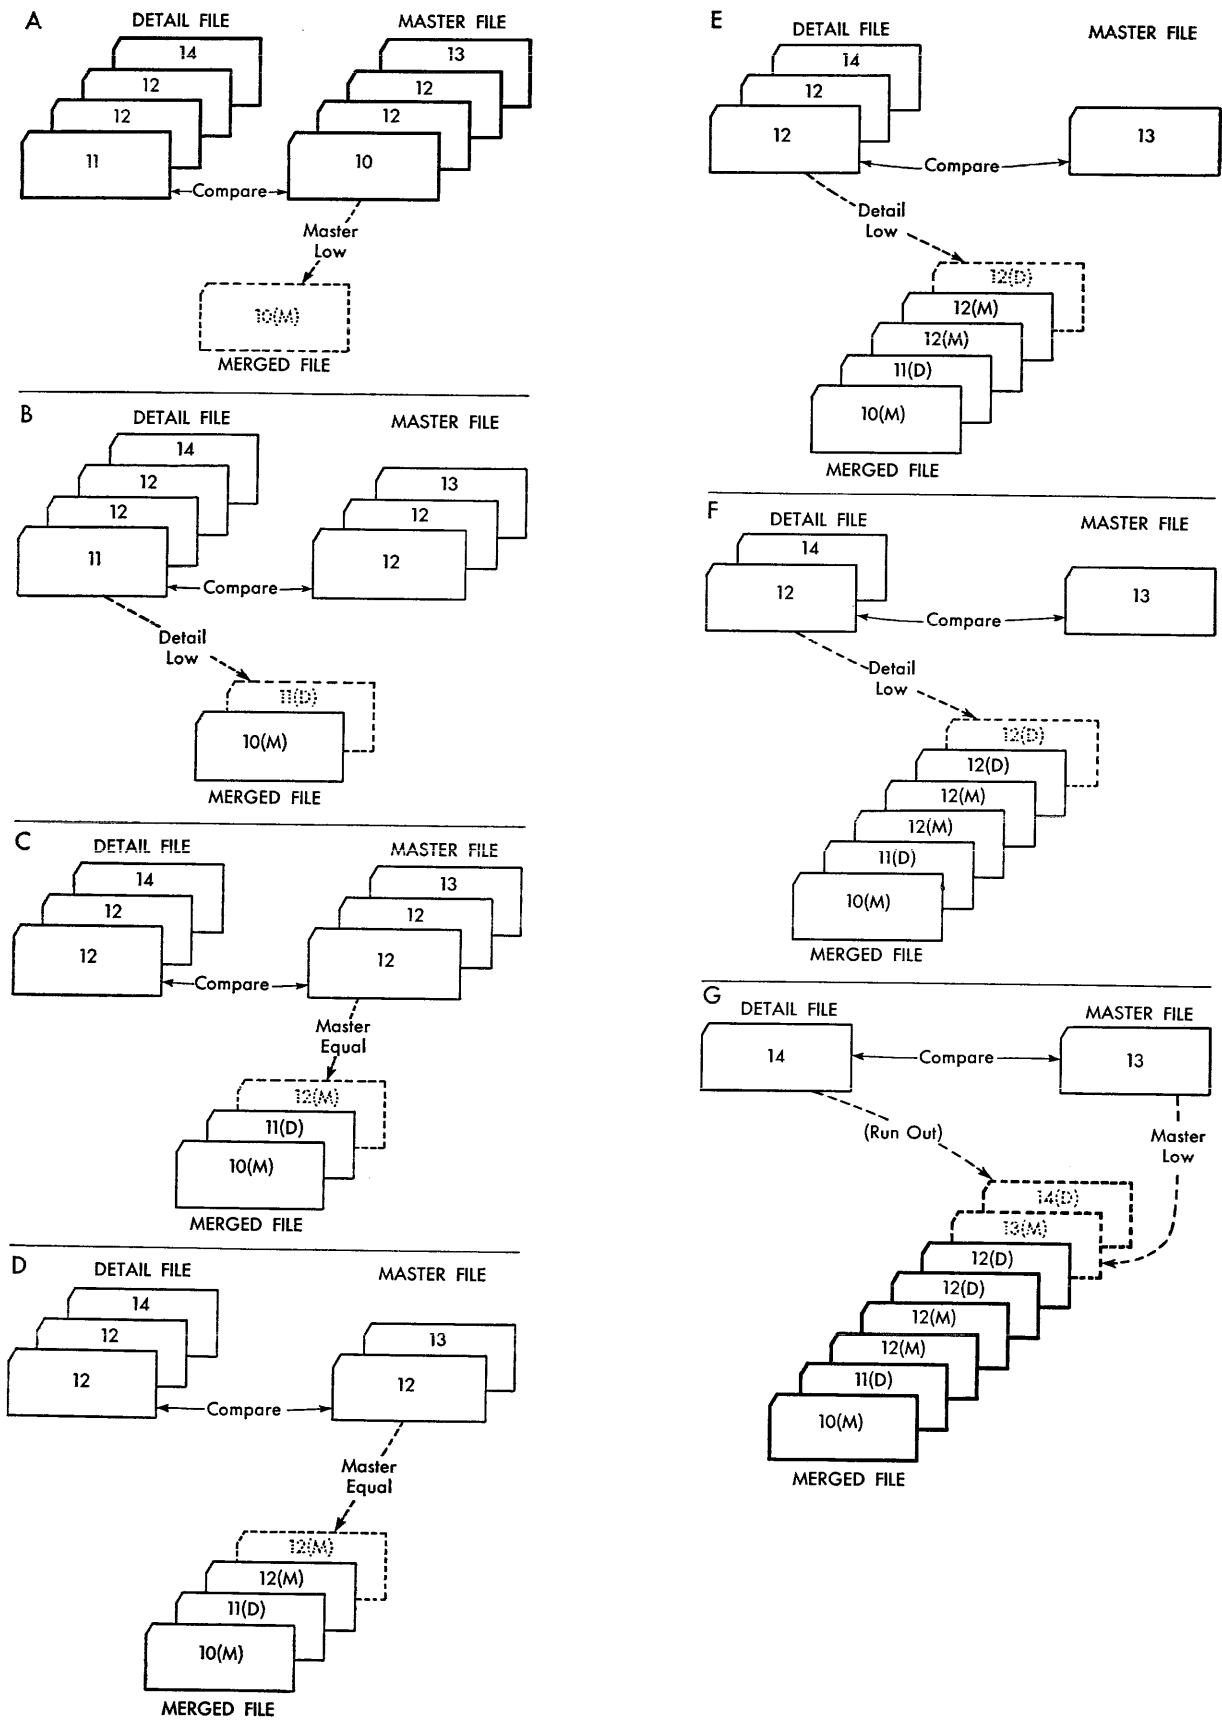 A
DETAIL FILE
MASTER FILE
14
13
12
12
12
12
11
10
Compare
Master
Low
10(M)
MERGED FILE
B
DETAIL FILE
MASTER FILE
14
12
13
12
12
11
12
Compare
Detail
Low
11(D)
10(M)
MERGED FILE
C
DETAIL FILE
MASTER FILE
14
13
12
12
12
12
Compare
Master
Equal
12(M)
11(D)
10(M)
MERGED FILE
D
DETAIL FILE
MASTER FILE
14
12
13
12
12
Compare
Master
Equal
12(M)
12(M)
11(D)
10(M)
MERGED FILE
E
DETAIL FILE
MASTER FILE
14
12
12
13
Compare
Detail
Low
12(D)
12(M)
12(M)
11(D)
10(M)
MERGED FILE
F
DETAIL FILE
MASTER FILE
14
12
13
Compare
Detail
Low
12(D)
12(D)
12(M)
12(M)
11(D)
10(M)
MERGED FILE
G
DETAIL FILE
MASTER FILE
14
Compare
13
(Run Out)
Master
Low
14(D)
13(M)
12(D)
12(D)
12(M)
12(M)
11(D)
10(M)
MERGED FILE